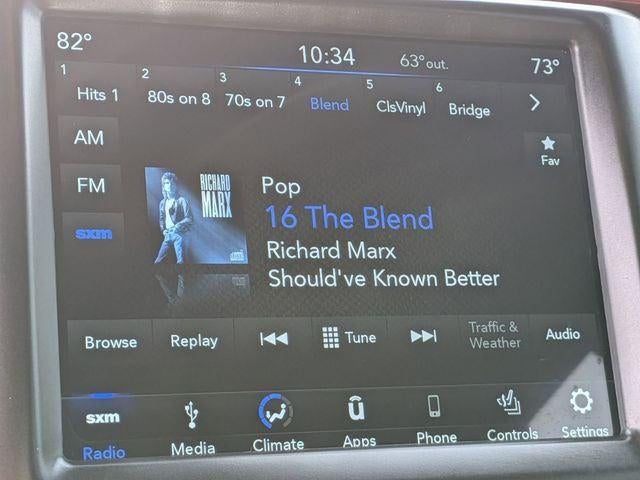 82°
10:34
63°out.
73°
1
Hits 1
2
80s on 8
3
70s on 7
4
Blend
5
ClsVinyl
6
Bridge
AM
Fav
FM
RICHARD
MARX
Pop
16 The Blend
sxm
Richard Marx
Should've Known Better
Browse
Replay
Tune
Traffic &
Weather
Audio
sxm
Radio
Media
Climate
Apps
Phone
Controls
Settings